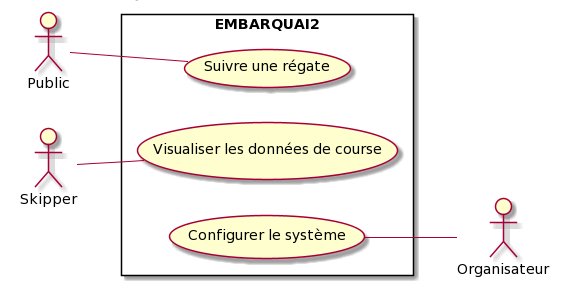 EMBARQUAI2
Suivre une régate
Public
Visualiser les données de course
Skipper
Configurer le système
Organisateur